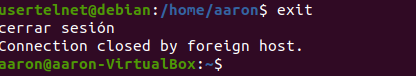 usertelnet@debian:/home/aaron$ exit
cerrar sesión
Connection closed by foreign host.
aaron@aaron-VirtualBox:~$